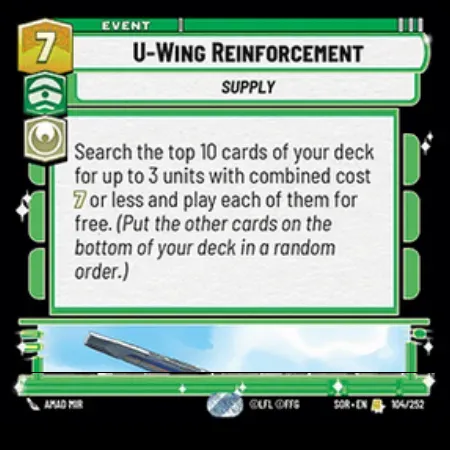 7
EVENT
U-WING REINFORCEMENT
SUPPLY
Search the top 10 cards of your deck
for up to 3 units with combined cost
7 or less and play each of them for
free. (Put the other cards on the
bottom of your deck in a random
order.)
AMAD MIR
©LFL ©FFG
SOR • EN
104/252